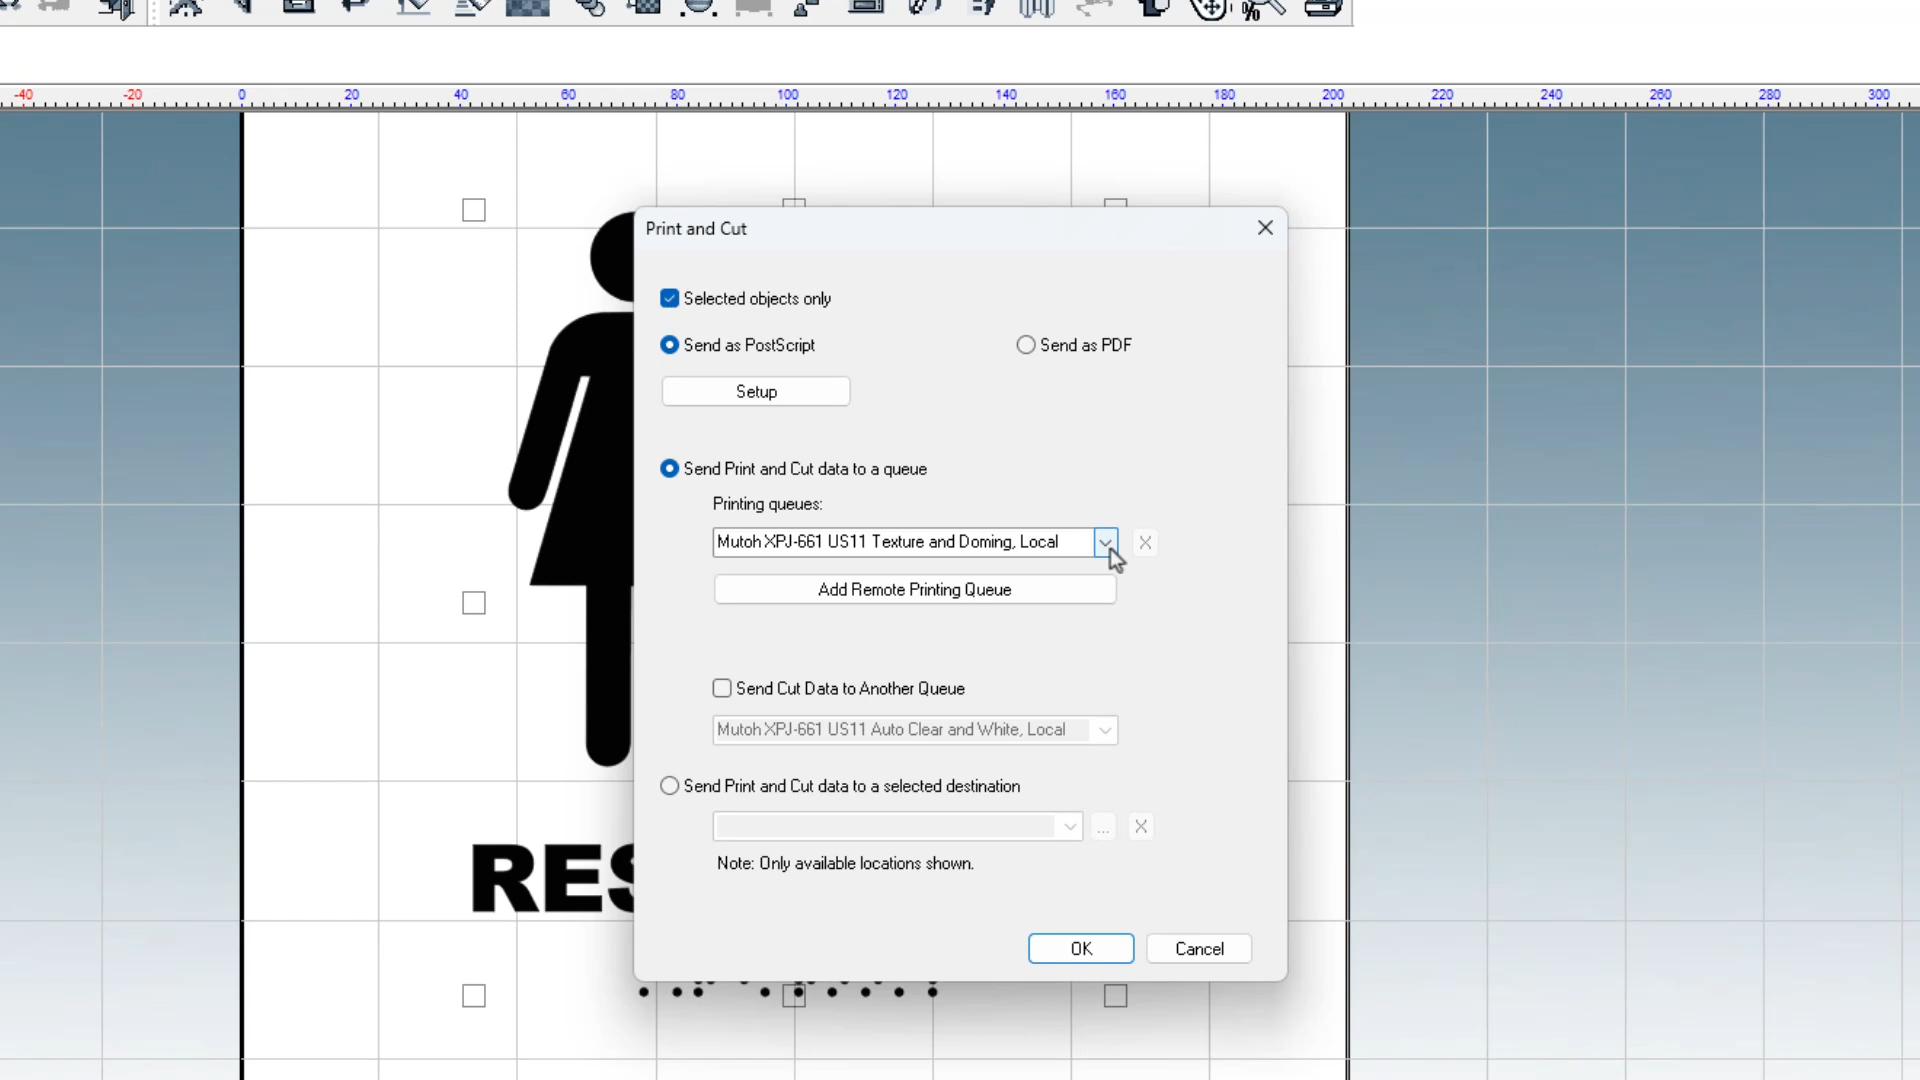 %
-40 -20 0 20 40 60 80 100 120 140 160 180 200 220 240 260 280 300
Print and Cut
Selected objects only
Send as PostScript
Send as PDF
Setup
Send Print and Cut data to a queue
Printing queues:
Mutoh XPJ-661 US11 Texture and Doming, Local
X
Add Remote Printing Queue
Send Cut Data to Another Queue
Mutoh XPJ-661 US11 Auto Clear and White, Local
Send Print and Cut data to a selected destination
... X
Note: Only available locations shown.
RES
OK
Cancel